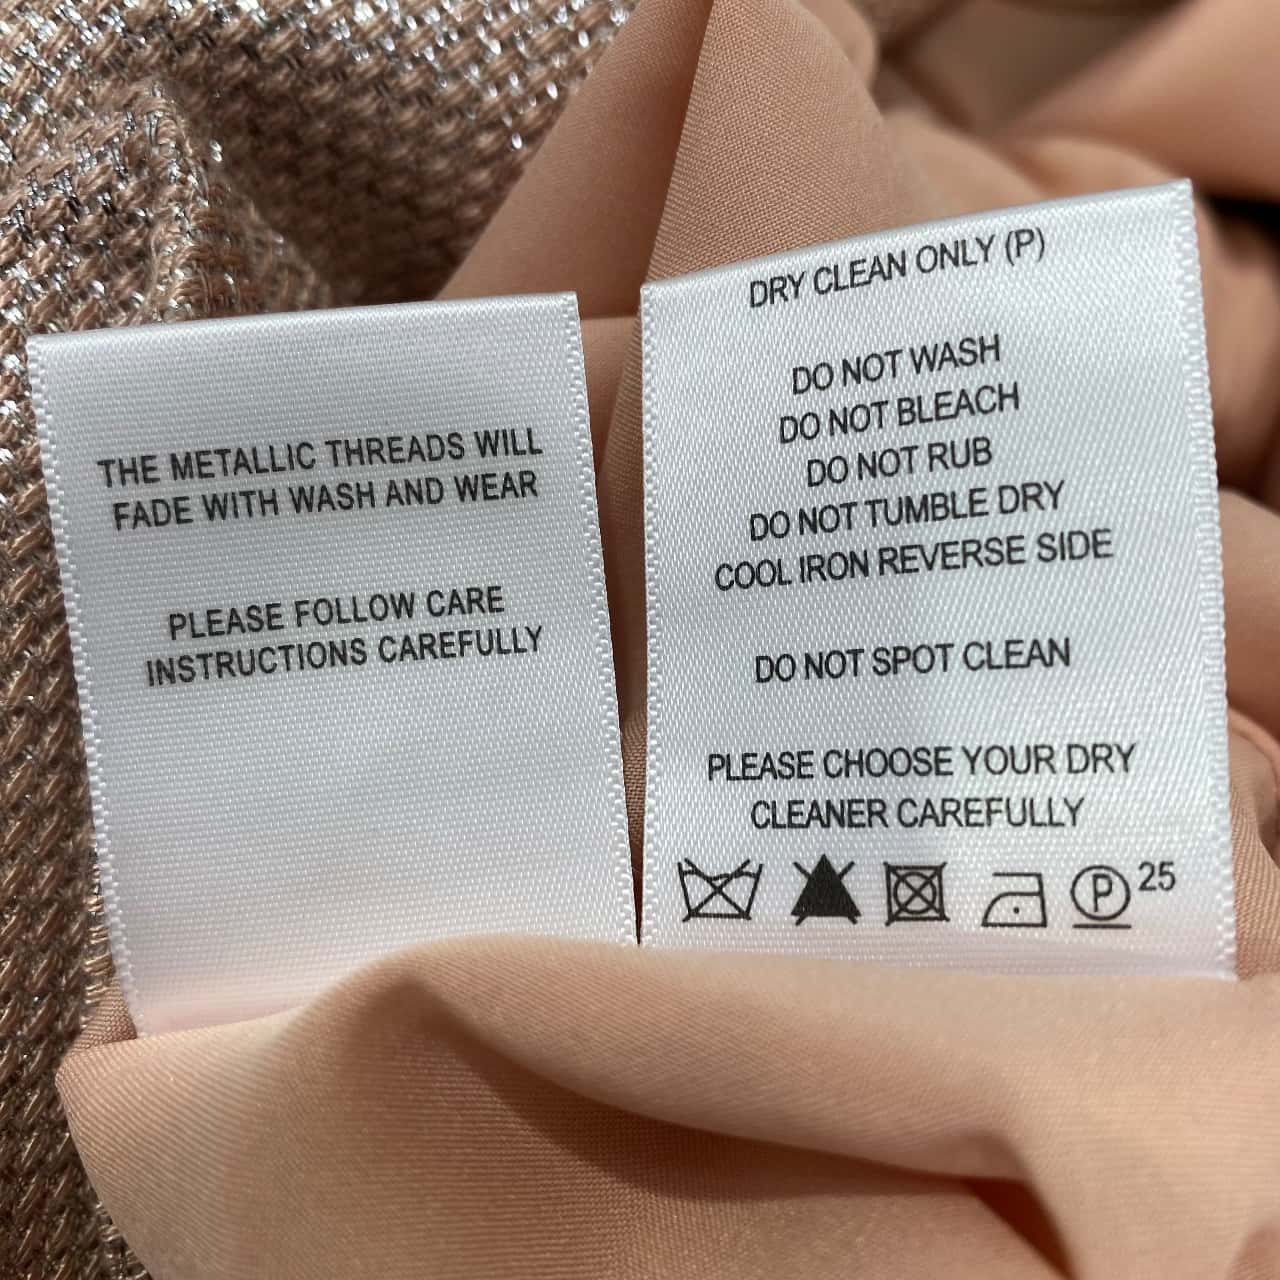 THE METALLIC THREADS WILL
FADE WITH WASH AND WEAR
PLEASE FOLLOW CARE
INSTRUCTIONS CAREFULLY
DRY CLEAN ONLY (P)
DO NOT WASH
DO NOT BLEACH
DO NOT RUB
DO NOT TUMBLE DRY
COOL IRON REVERSE SIDE
DO NOT SPOT CLEAN
PLEASE CHOOSE YOUR DRY
CLEANER CAREFULLY
P 25